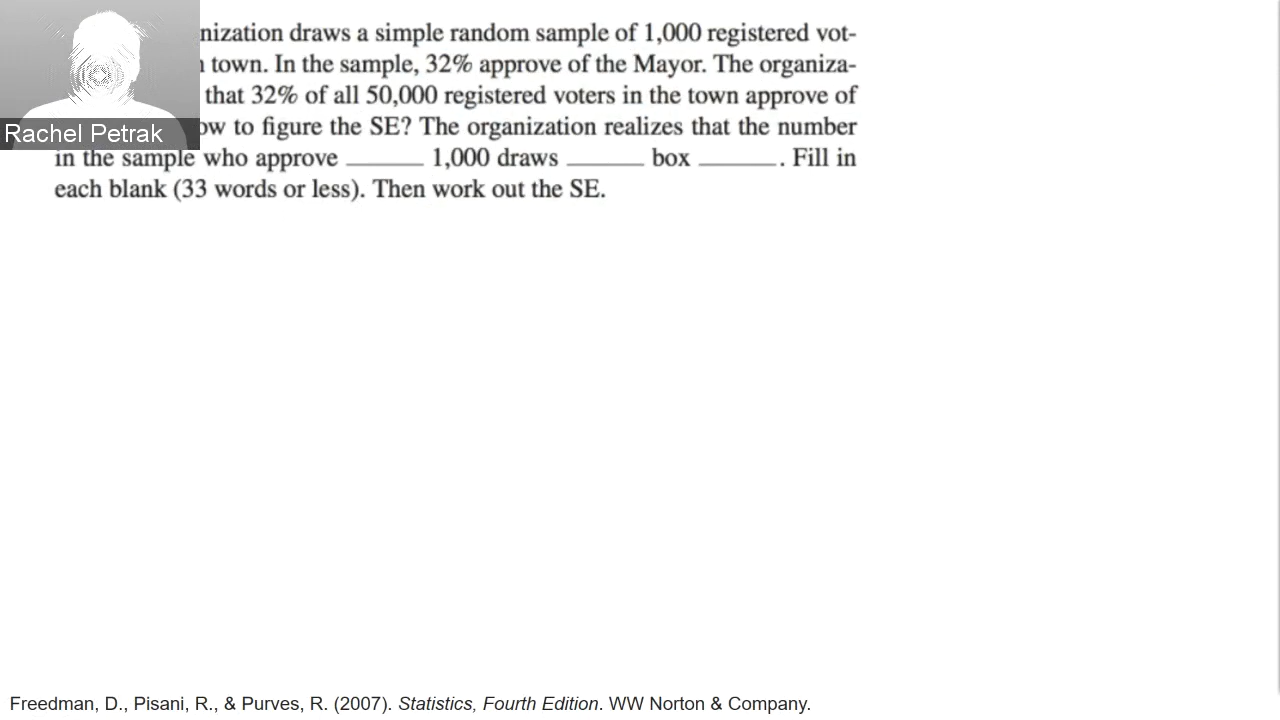 nization draws a simple random sample of 1,000 registered vot-
town. In the sample, 32% approve of the Mayor. The organiza-
that 32% of all 50,000 registered voters in the town approve of
Rachel Petrak
ow to figure the SE? The organization realizes that the number
in the sample who approve ______ 1,000 draws ______ box ______. Fill in
each blank (33 words or less). Then work out the SE.
Freedman, D., Pisani, R., & Purves, R. (2007). Statistics, Fourth Edition. WW Norton & Company.